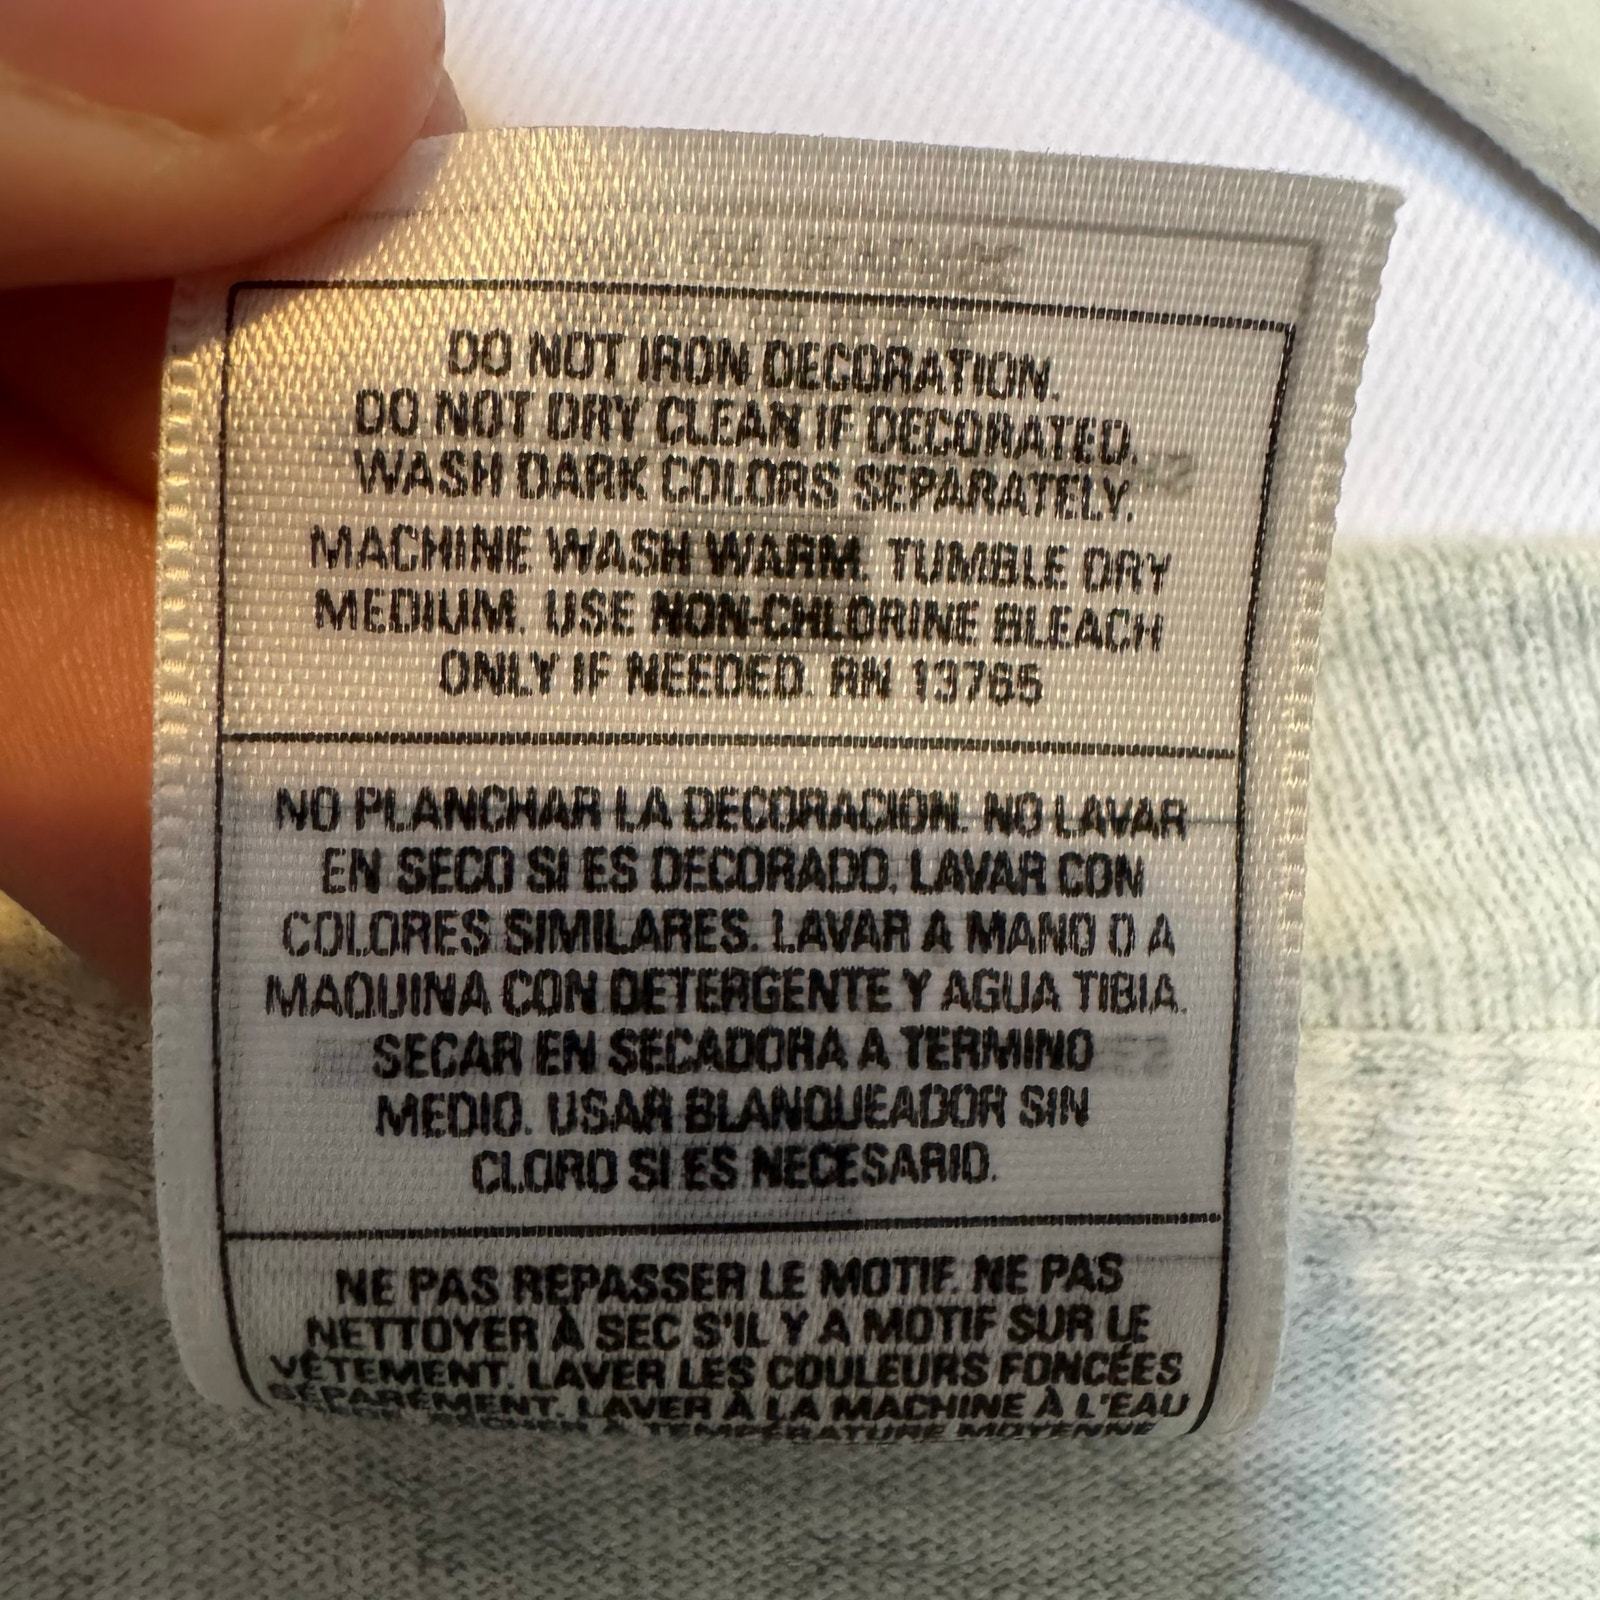 DO NOT IRON DECORATION.
DO NOT DRY CLEAN IF DECORATED.
WASH DARK COLORS SEPARATELY.
MACHINE WASH WARM. TUMBLE DRY
MEDIUM. USE NON-CHLORINE BLEACH
ONLY IF NEEDED. RN 13765
NO PLANCHAR LA DECORACION. NO LAVAR
EN SECO SI ES DECORADO. LAVAR CON
COLORES SIMILARES. LAVAR A MANO O A
MAQUINA CON DETERGENTE Y AGUA TIBIA.
SECAR EN SECADORA A TERMINO
MEDIO. USAR BLANQUEADOR SIN
CLORO SI ES NECESARIO.
NE PAS REPASSER LE MOTIF. NE PAS
NETTOYER À SEC S'IL Y A MOTIF SUR LE
VÊTEMENT. LAVER LES COULEURS FONCÉES
SÉPARÉMENT. LAVER À LA MACHINE À L'EAU
À TEMPÉRATURE MOYENNE